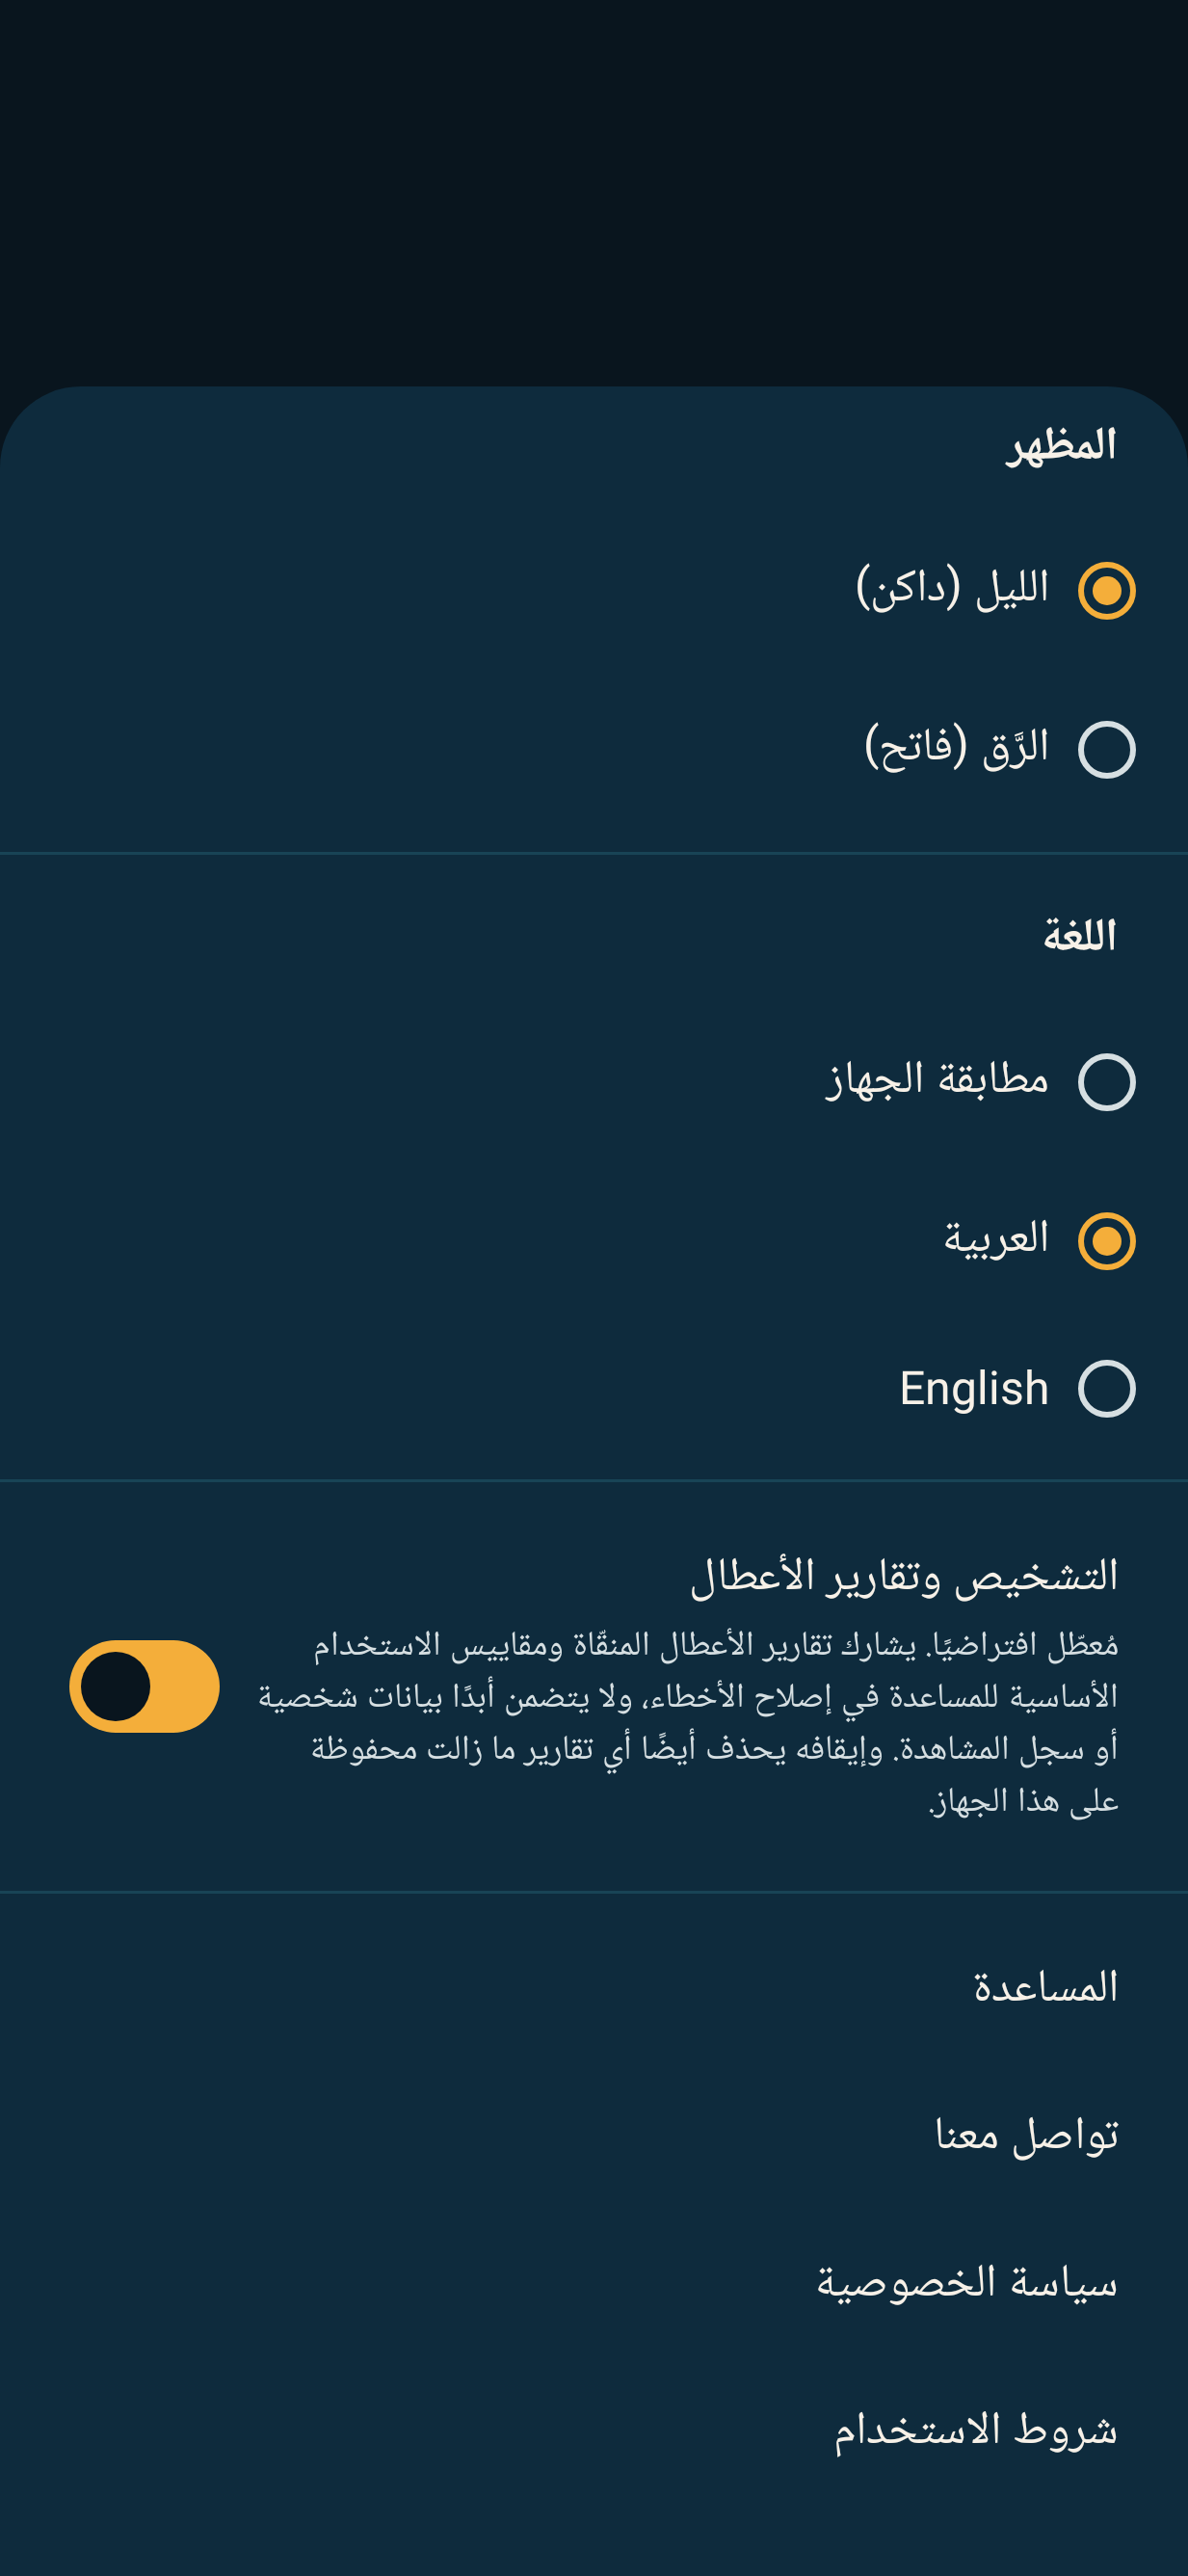 المظهر
الليل (داكن)
الرَّق (فاتح)
اللغة
مطابقة الجهاز
العربية
English
التشخيص وتقارير الأعطال
مُعطّل افتراضيًا. يشارك تقارير الأعطال المنقّاة ومقاييس الاستخدام
الأساسية للمساعدة في إصلاح الأخطاء، ولا يتضمن أبدًا بيانات شخصية
أو سجل المشاهدة. وإيقافه يحذف أيضًا أي تقارير ما زالت محفوظة
على هذا الجهاز.
المساعدة
تواصل معنا
سياسة الخصوصية
شروط الاستخدام